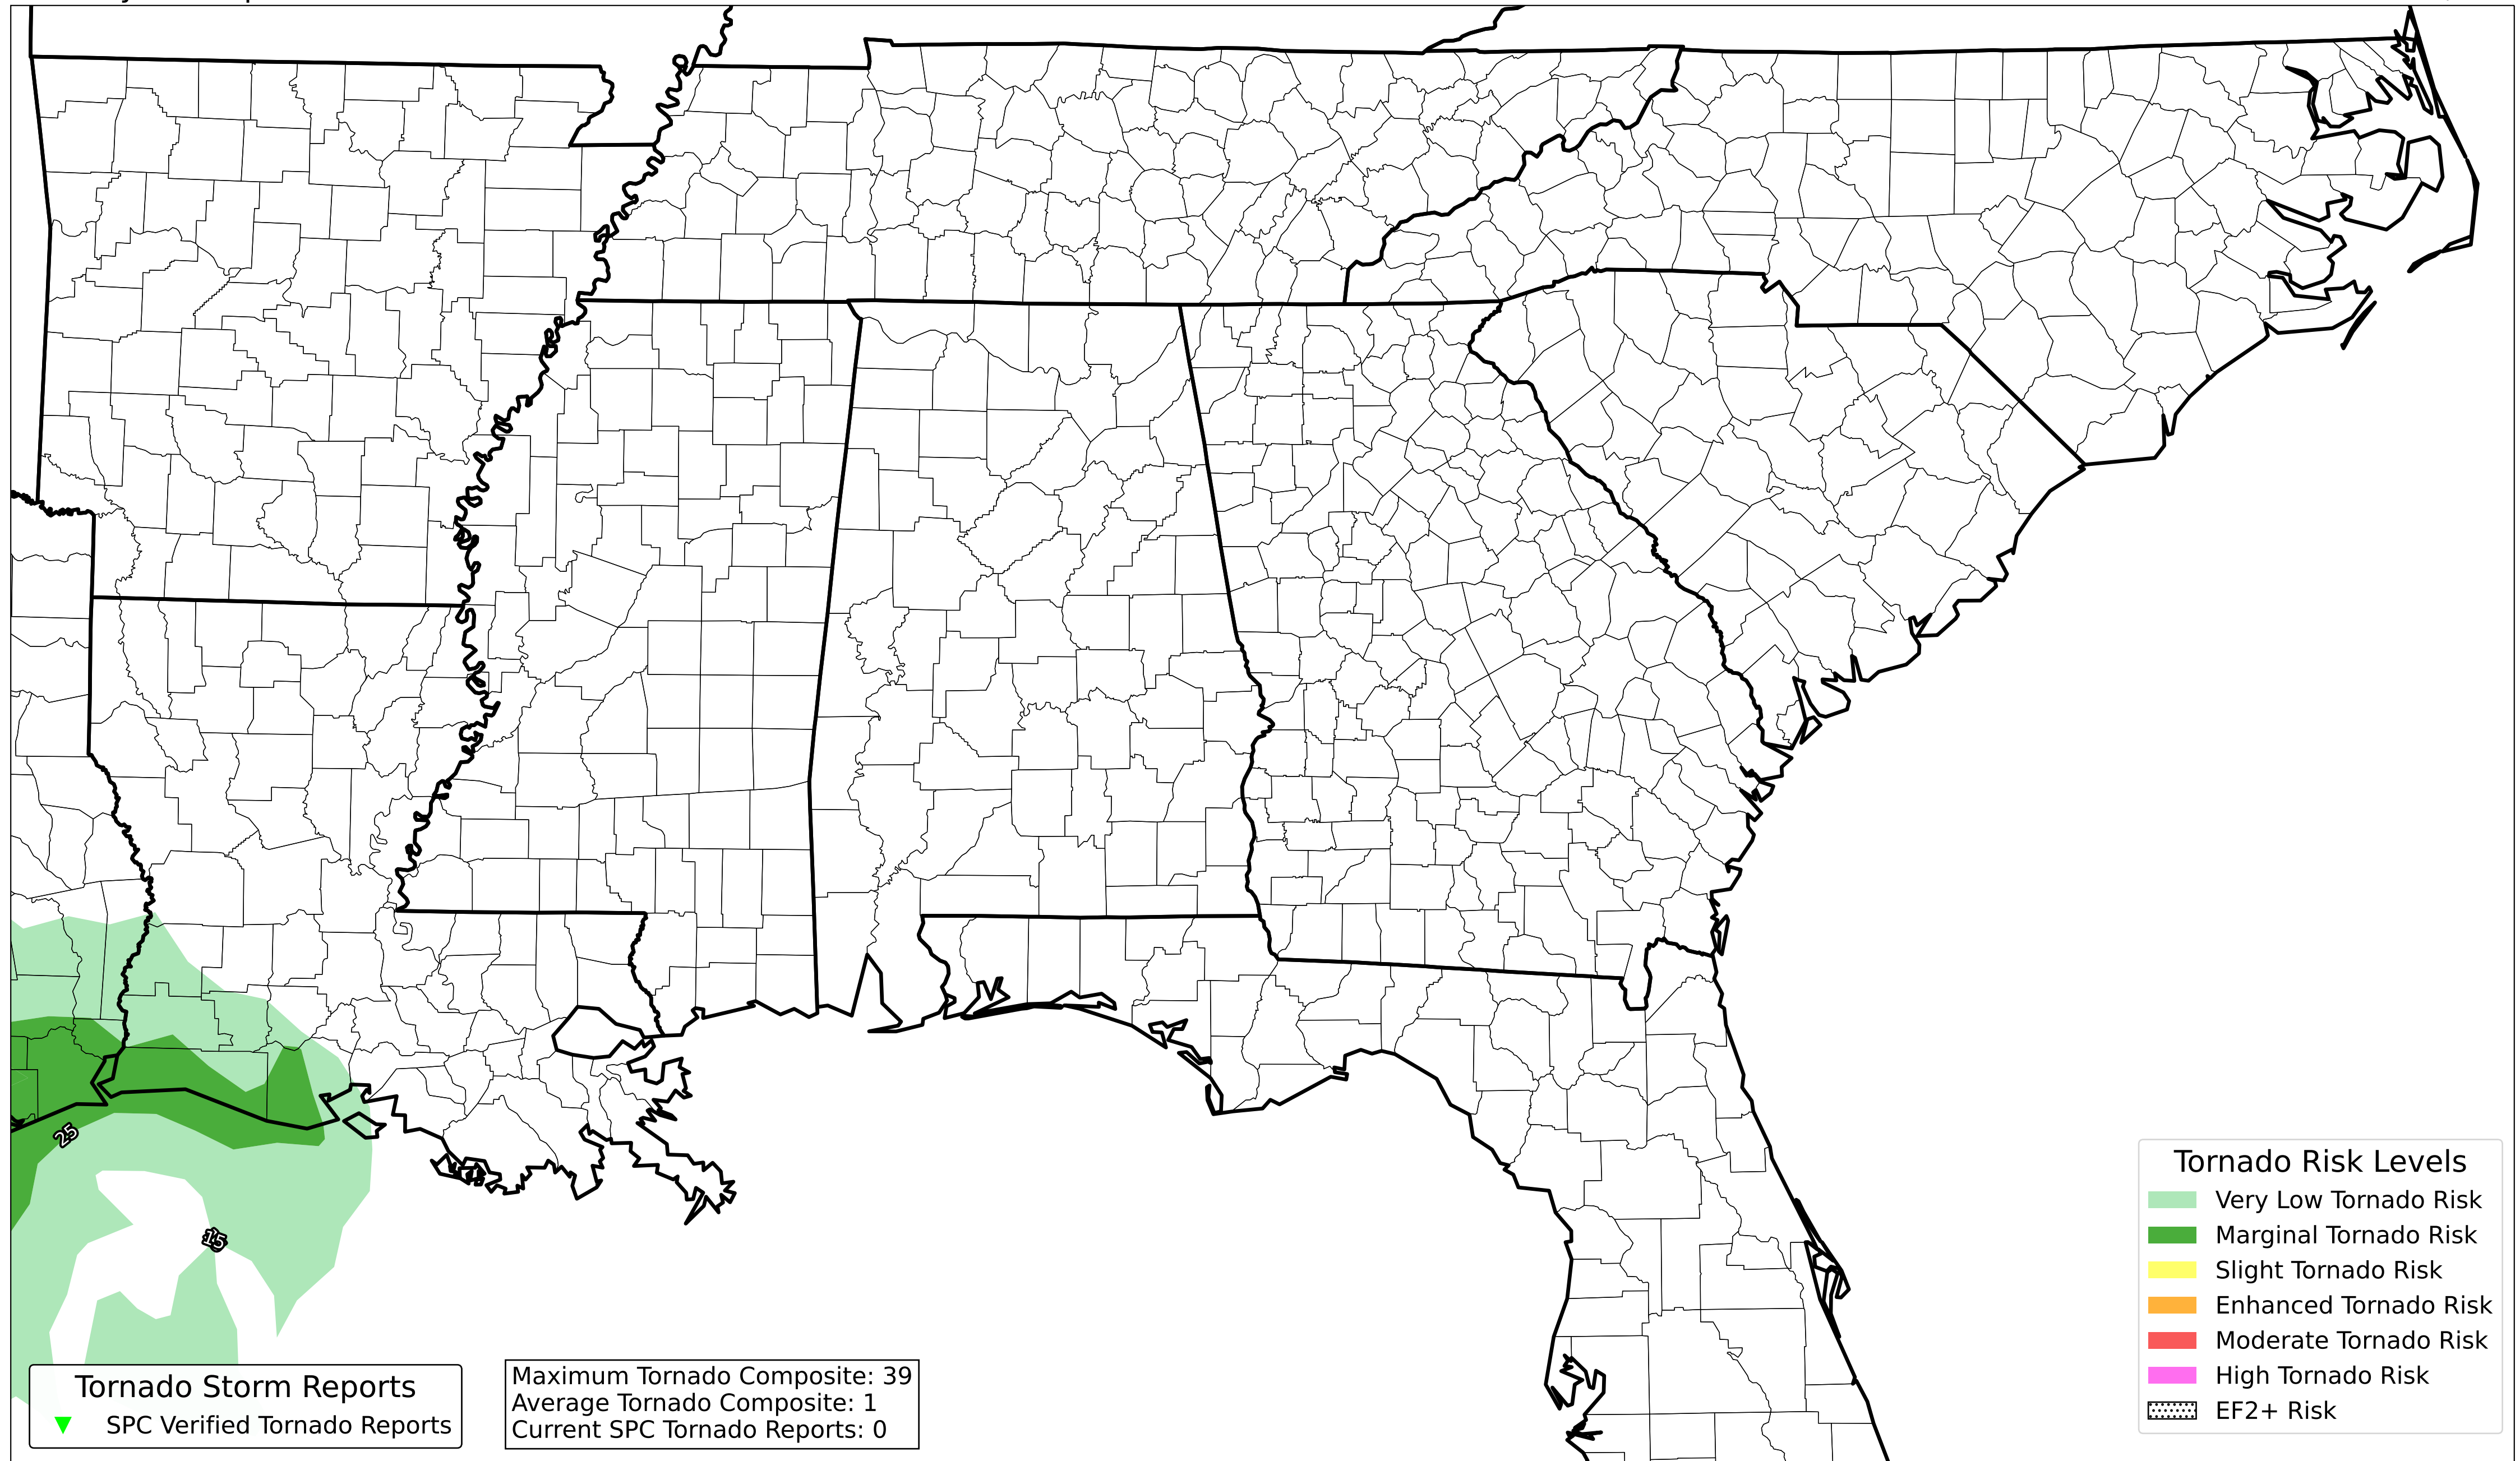 25
15
Tornado Storm Reports
SPC Verified Tornado Reports
Maximum Tornado Composite: 39
Average Tornado Composite: 1
Current SPC Tornado Reports: 0
Tornado Risk Levels
Very Low Tornado Risk
Marginal Tornado Risk
Slight Tornado Risk
Enhanced Tornado Risk
Moderate Tornado Risk
High Tornado Risk
EF2+ Risk